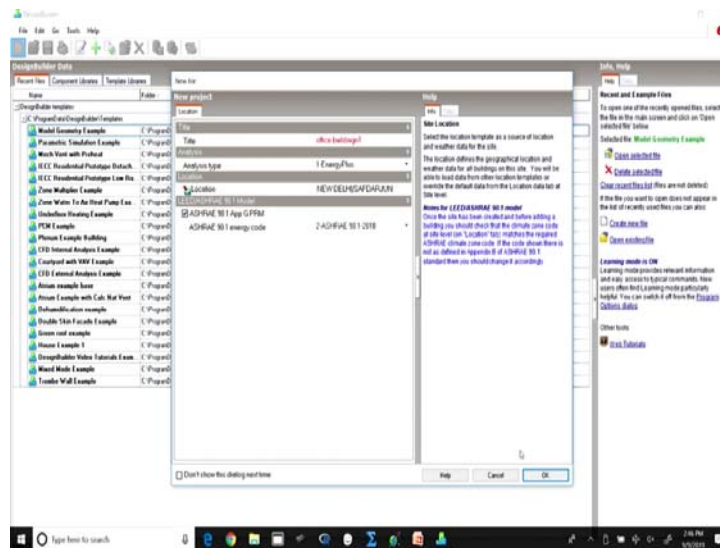 DesignBuilder
File Edit Go Tools Help
DesignBuilder Data
Recent Files Component Libraries Template Libraries
Name Folder
DesignBuilder templates
C:\ProgramData\DesignBuilder\Templates
Model Geometry Example
Parametric Simulation Example
Mech Vent with Preheat
IECC Residential Prototype Detach...
IECC Residential Prototype Low Ris...
Zone Multiplier Example
Zone Water To Air Heat Pump Exa...
Underfloor Heating Example
PCM Example
Plenum Example Building
CFD Internal Analysis Example
Courtyard with VAV Example
CFD External Analysis Example
Atrium example base
Atrium Example with Calc Nat Vent
Dehumidification example
Double Skin Facade Example
Green roof example
House Example 1
DesignBuilder Video Tutorials Exam...
Mixed Mode Example
Trombe Wall Example
New Site
New project
Location
Title
Title office buildings1
Analysis
Analysis type 1-EnergyPlus
Location
Location NEW DELHI/SAFDARJUN
LEED/ASHRAE 90.1 Model
ASHRAE 90.1 App G PRM
ASHRAE 90.1 energy code 2-ASHRAE 90.1-2010
Don't show this dialog next time
Help
Info
Site Location
Select the location template as a source of location
and weather data for the site.
The location defines the geographical location and
weather data for all buildings on this site. You will be
able to load data from other location templates or
override the default data from the Location data tab at
Site level.
Notes for LEED/ASHRAE 90.1 model
Once the site has been created and before adding a
building you should check that the climate zone code
at site level (on 'Location' tab) matches the required
ASHRAE climate zone code. If the code shown there is
not as defined in Appendix B of ASHRAE 90.1
standard then you should change it accordingly.
Help Cancel OK
Info, Help
Help
Recent and Example Files
To open one of the recently opened files, select
the file in the main screen and click on 'Open
selected file' below.
Selected file: Model Geometry Example
Open selected file
Delete selected file
Clear recent files list (files are not deleted)
If the file you want to open does not appear in
the list of recently used files you can also:
Create new file
Open existing file
Learning mode is ON
Learning mode provides relevant information
and easy access to typical commands. New
users often find Learning mode particularly
helpful. You can switch it off from the Program
Options dialog
Other tools
Web Tutorials
Type here to search
2:46 PM